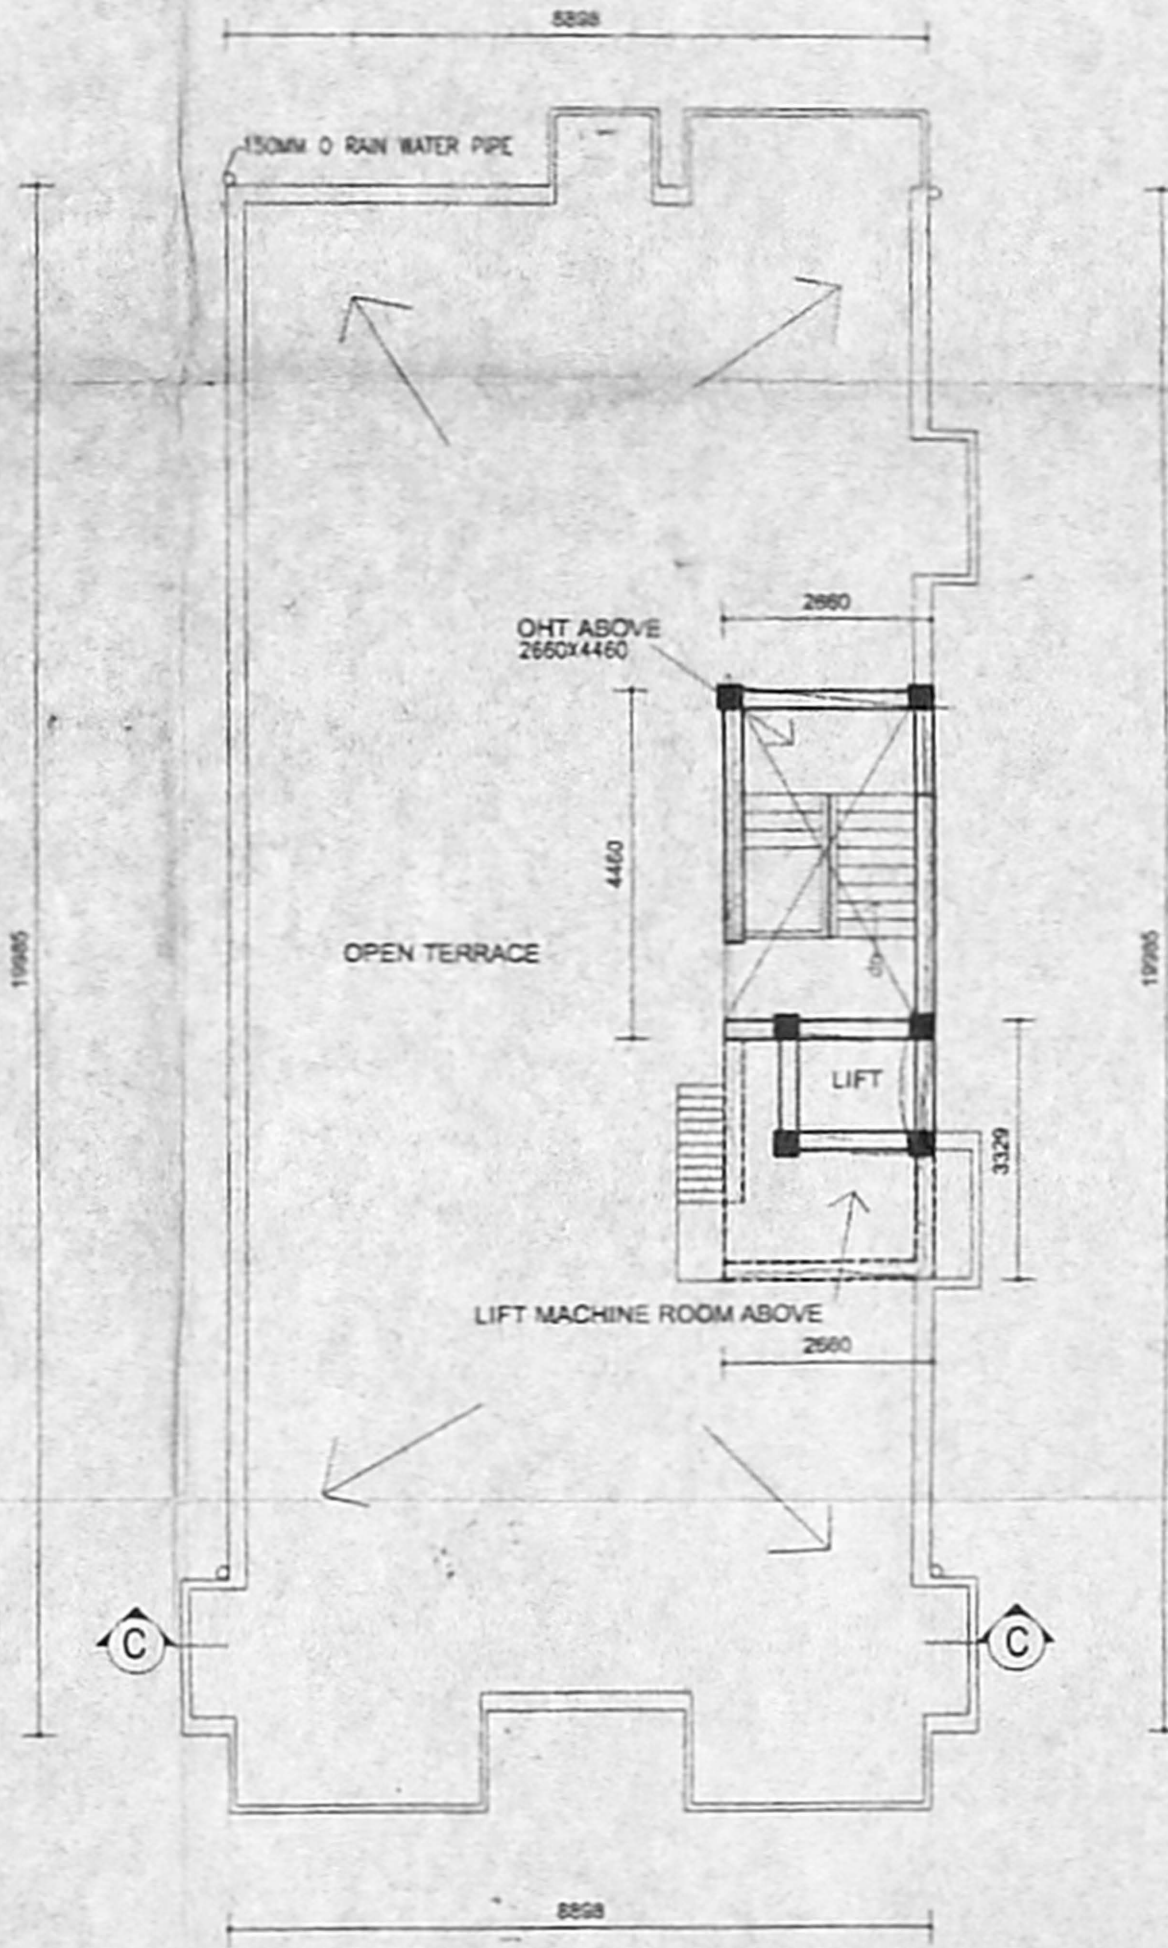 8898
150MM O RAIN WATER PIPE
2660
OHT ABOVE
2660X4460
4460
19985
OPEN TERRACE
19985
dn
LIFT
3329
LIFT MACHINE ROOM ABOVE
2660
C
C
8898